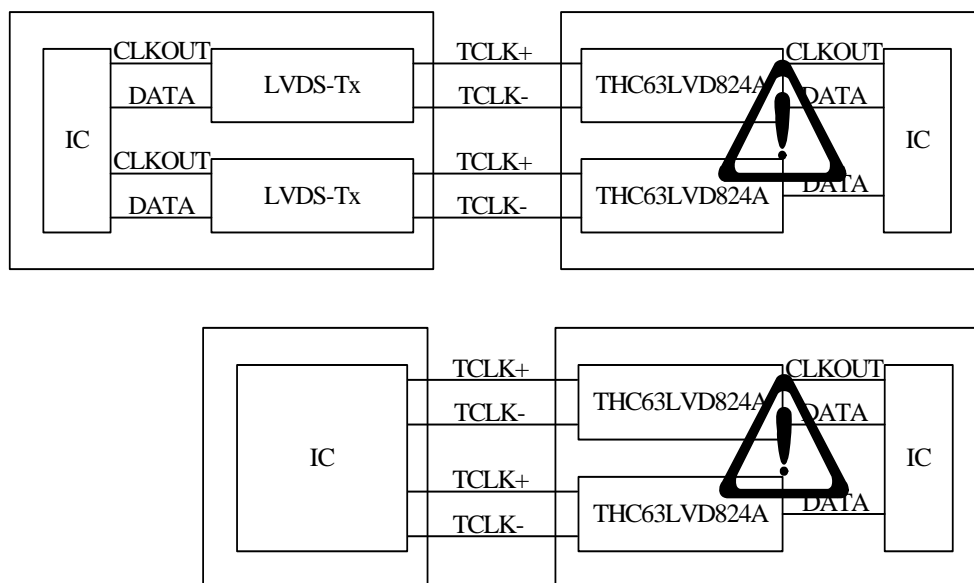 CLKOUT TCLK+ CLKOUT
LVDS-Tx THC63LVD824A
DATA TCLK- DATA
IC IC
CLKOUT TCLK+
LVDS-Tx THC63LVD824A DATA
DATA TCLK-
TCLK+ CLKOUT
THC63LVD824A
TCLK- DATA
IC IC
TCLK+
THC63LVD824A DATA
TCLK-